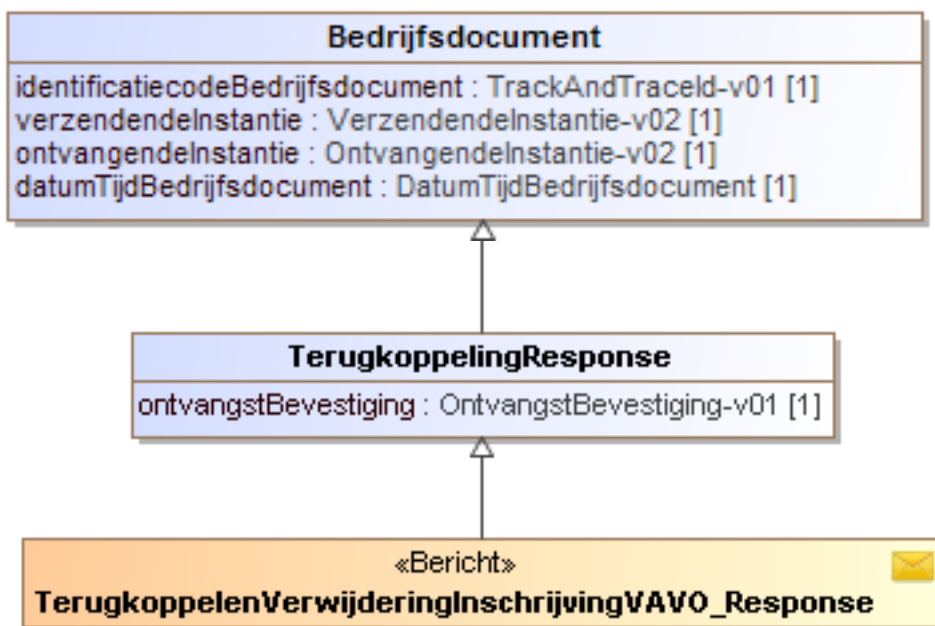 Bedrijfsdocument
identificatiecodeBedrijfsdocument : TrackAndTraceId-v01 [1]
verzendendeInstantie : VerzendendeInstantie-v02 [1]
ontvangendeInstantie : OntvangendeInstantie-v02 [1]
datumTijdBedrijfsdocument : DatumTijdBedrijfsdocument [1]
TerugkoppelingResponse
ontvangstBevestiging : OntvangstBevestiging-v01 [1]
«Bericht»
TerugkoppelenVerwijderingInschrijvingVAVO_Response